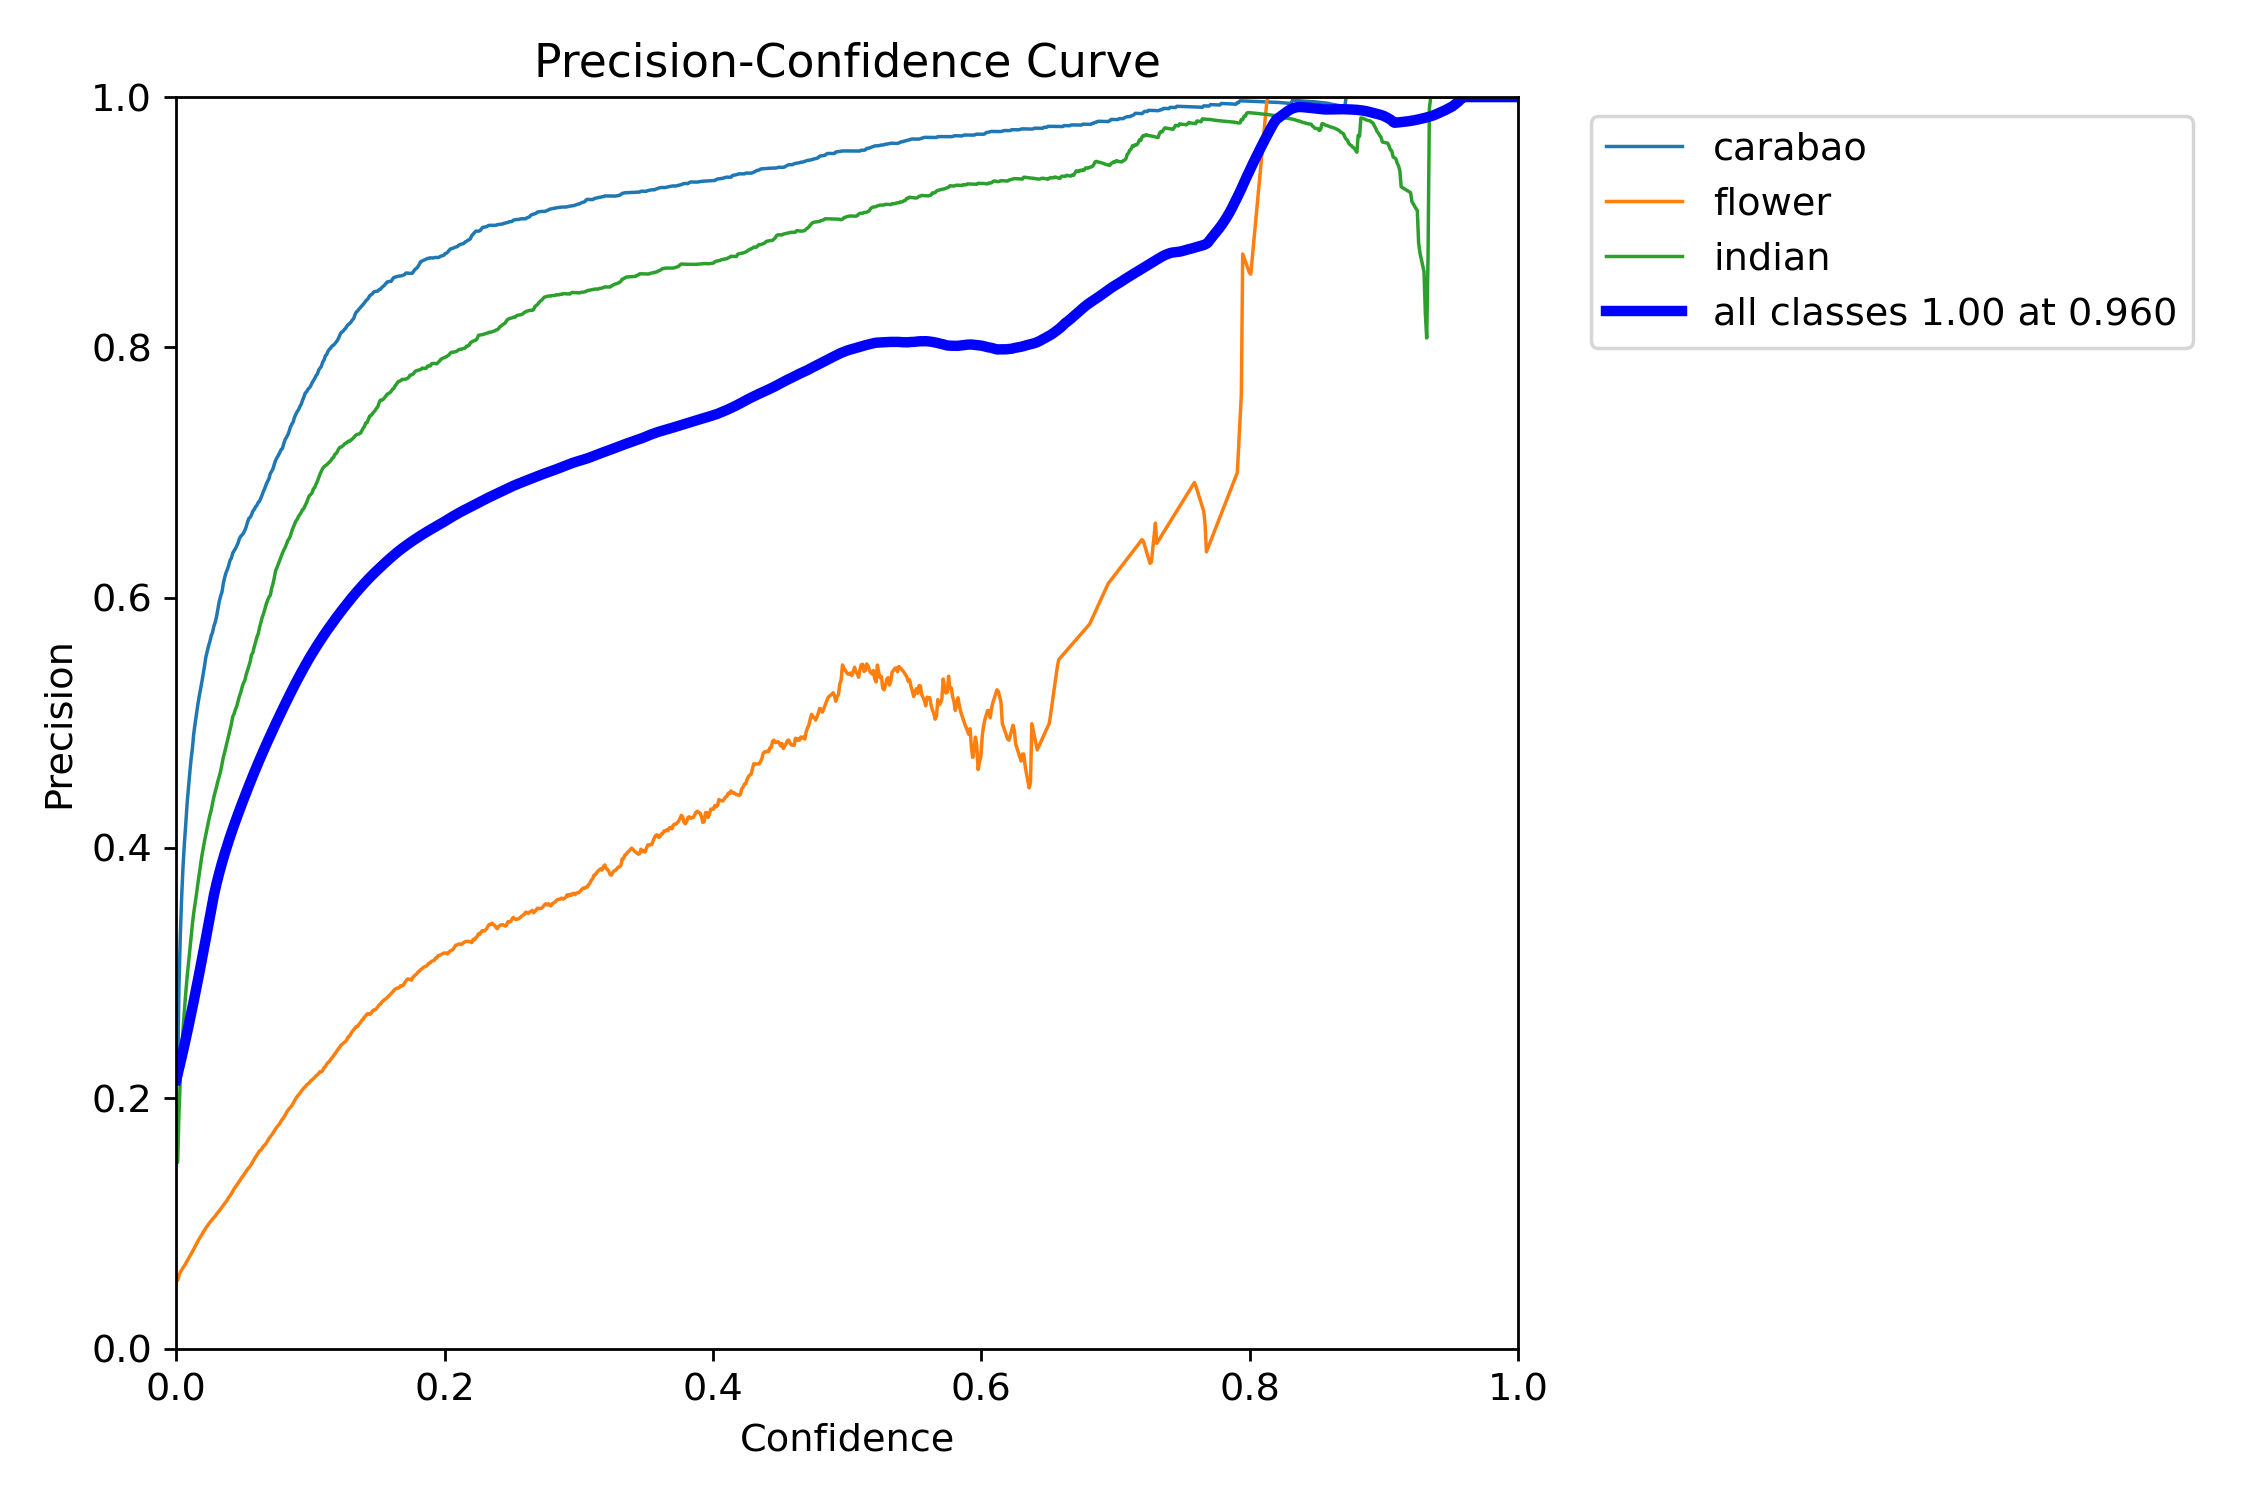 Precision-Confidence Curve
1.0
0.8
0.6
0.4
0.2
0.0
Precision
0.0 0.2 0.4 0.6 0.8 1.0
Confidence
carabao
flower
indian
all classes 1.00 at 0.960